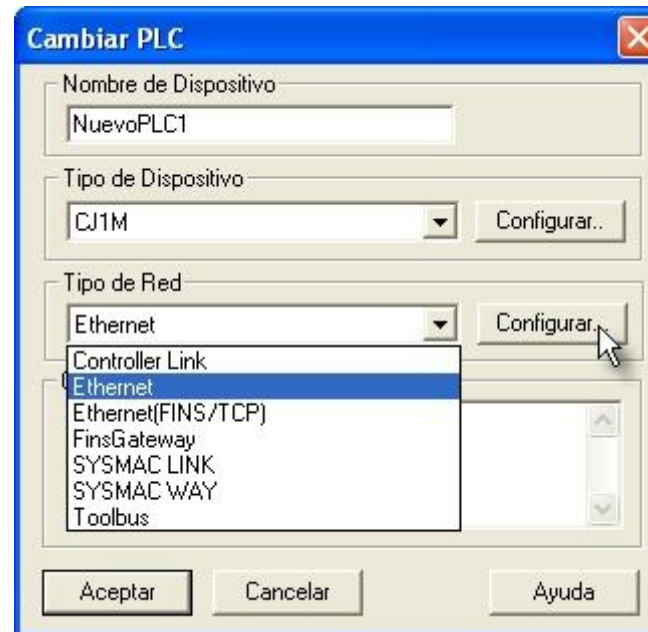 Cambiar PLC
Nombre de Dispositivo
NuevoPLC1
Tipo de Dispositivo
CJ1M
Configurar..
Tipo de Red
Ethernet
Configurar..
Controller Link
Ethernet
Ethernet(FINS/TCP)
FinsGateway
SYSMAC LINK
SYSMAC WAY
Toolbus
Aceptar
Cancelar
Ayuda